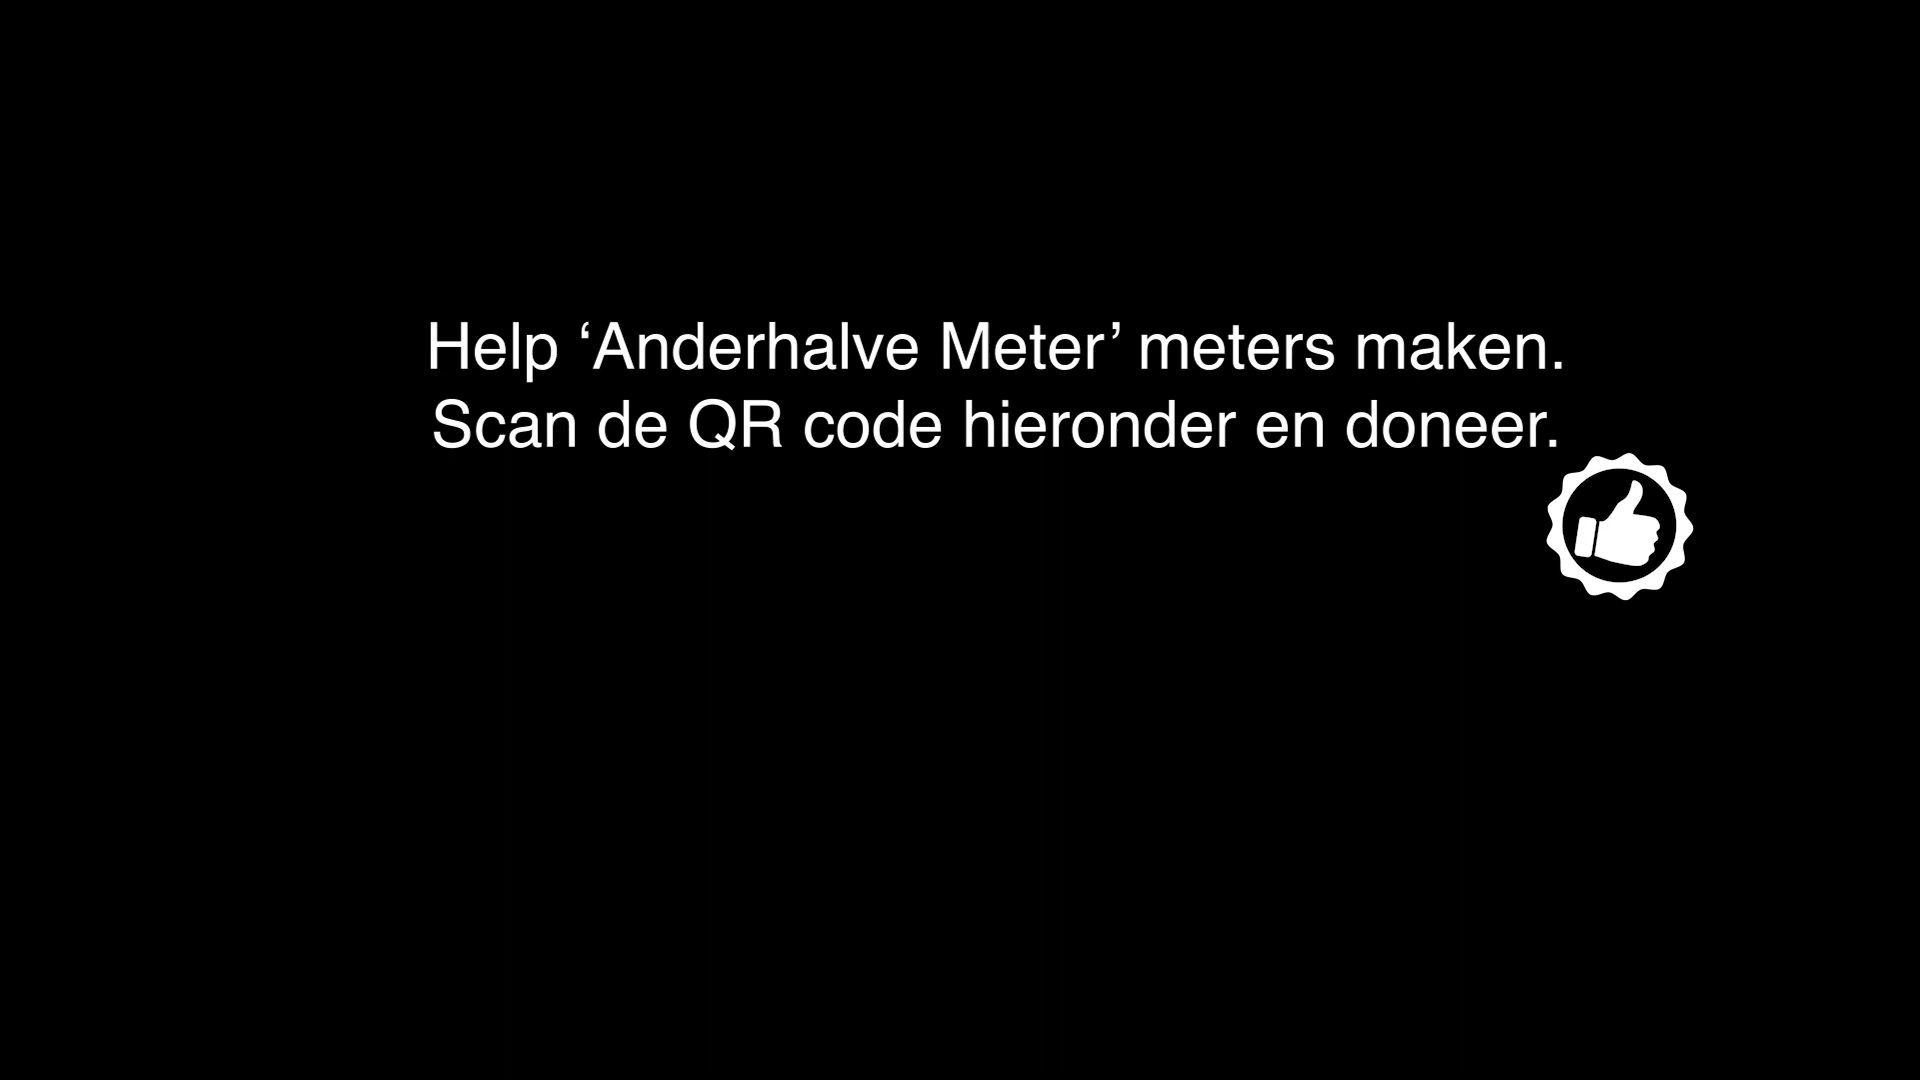 Help ‘Anderhalve Meter’ meters maken.
Scan de QR code hieronder en doneer.